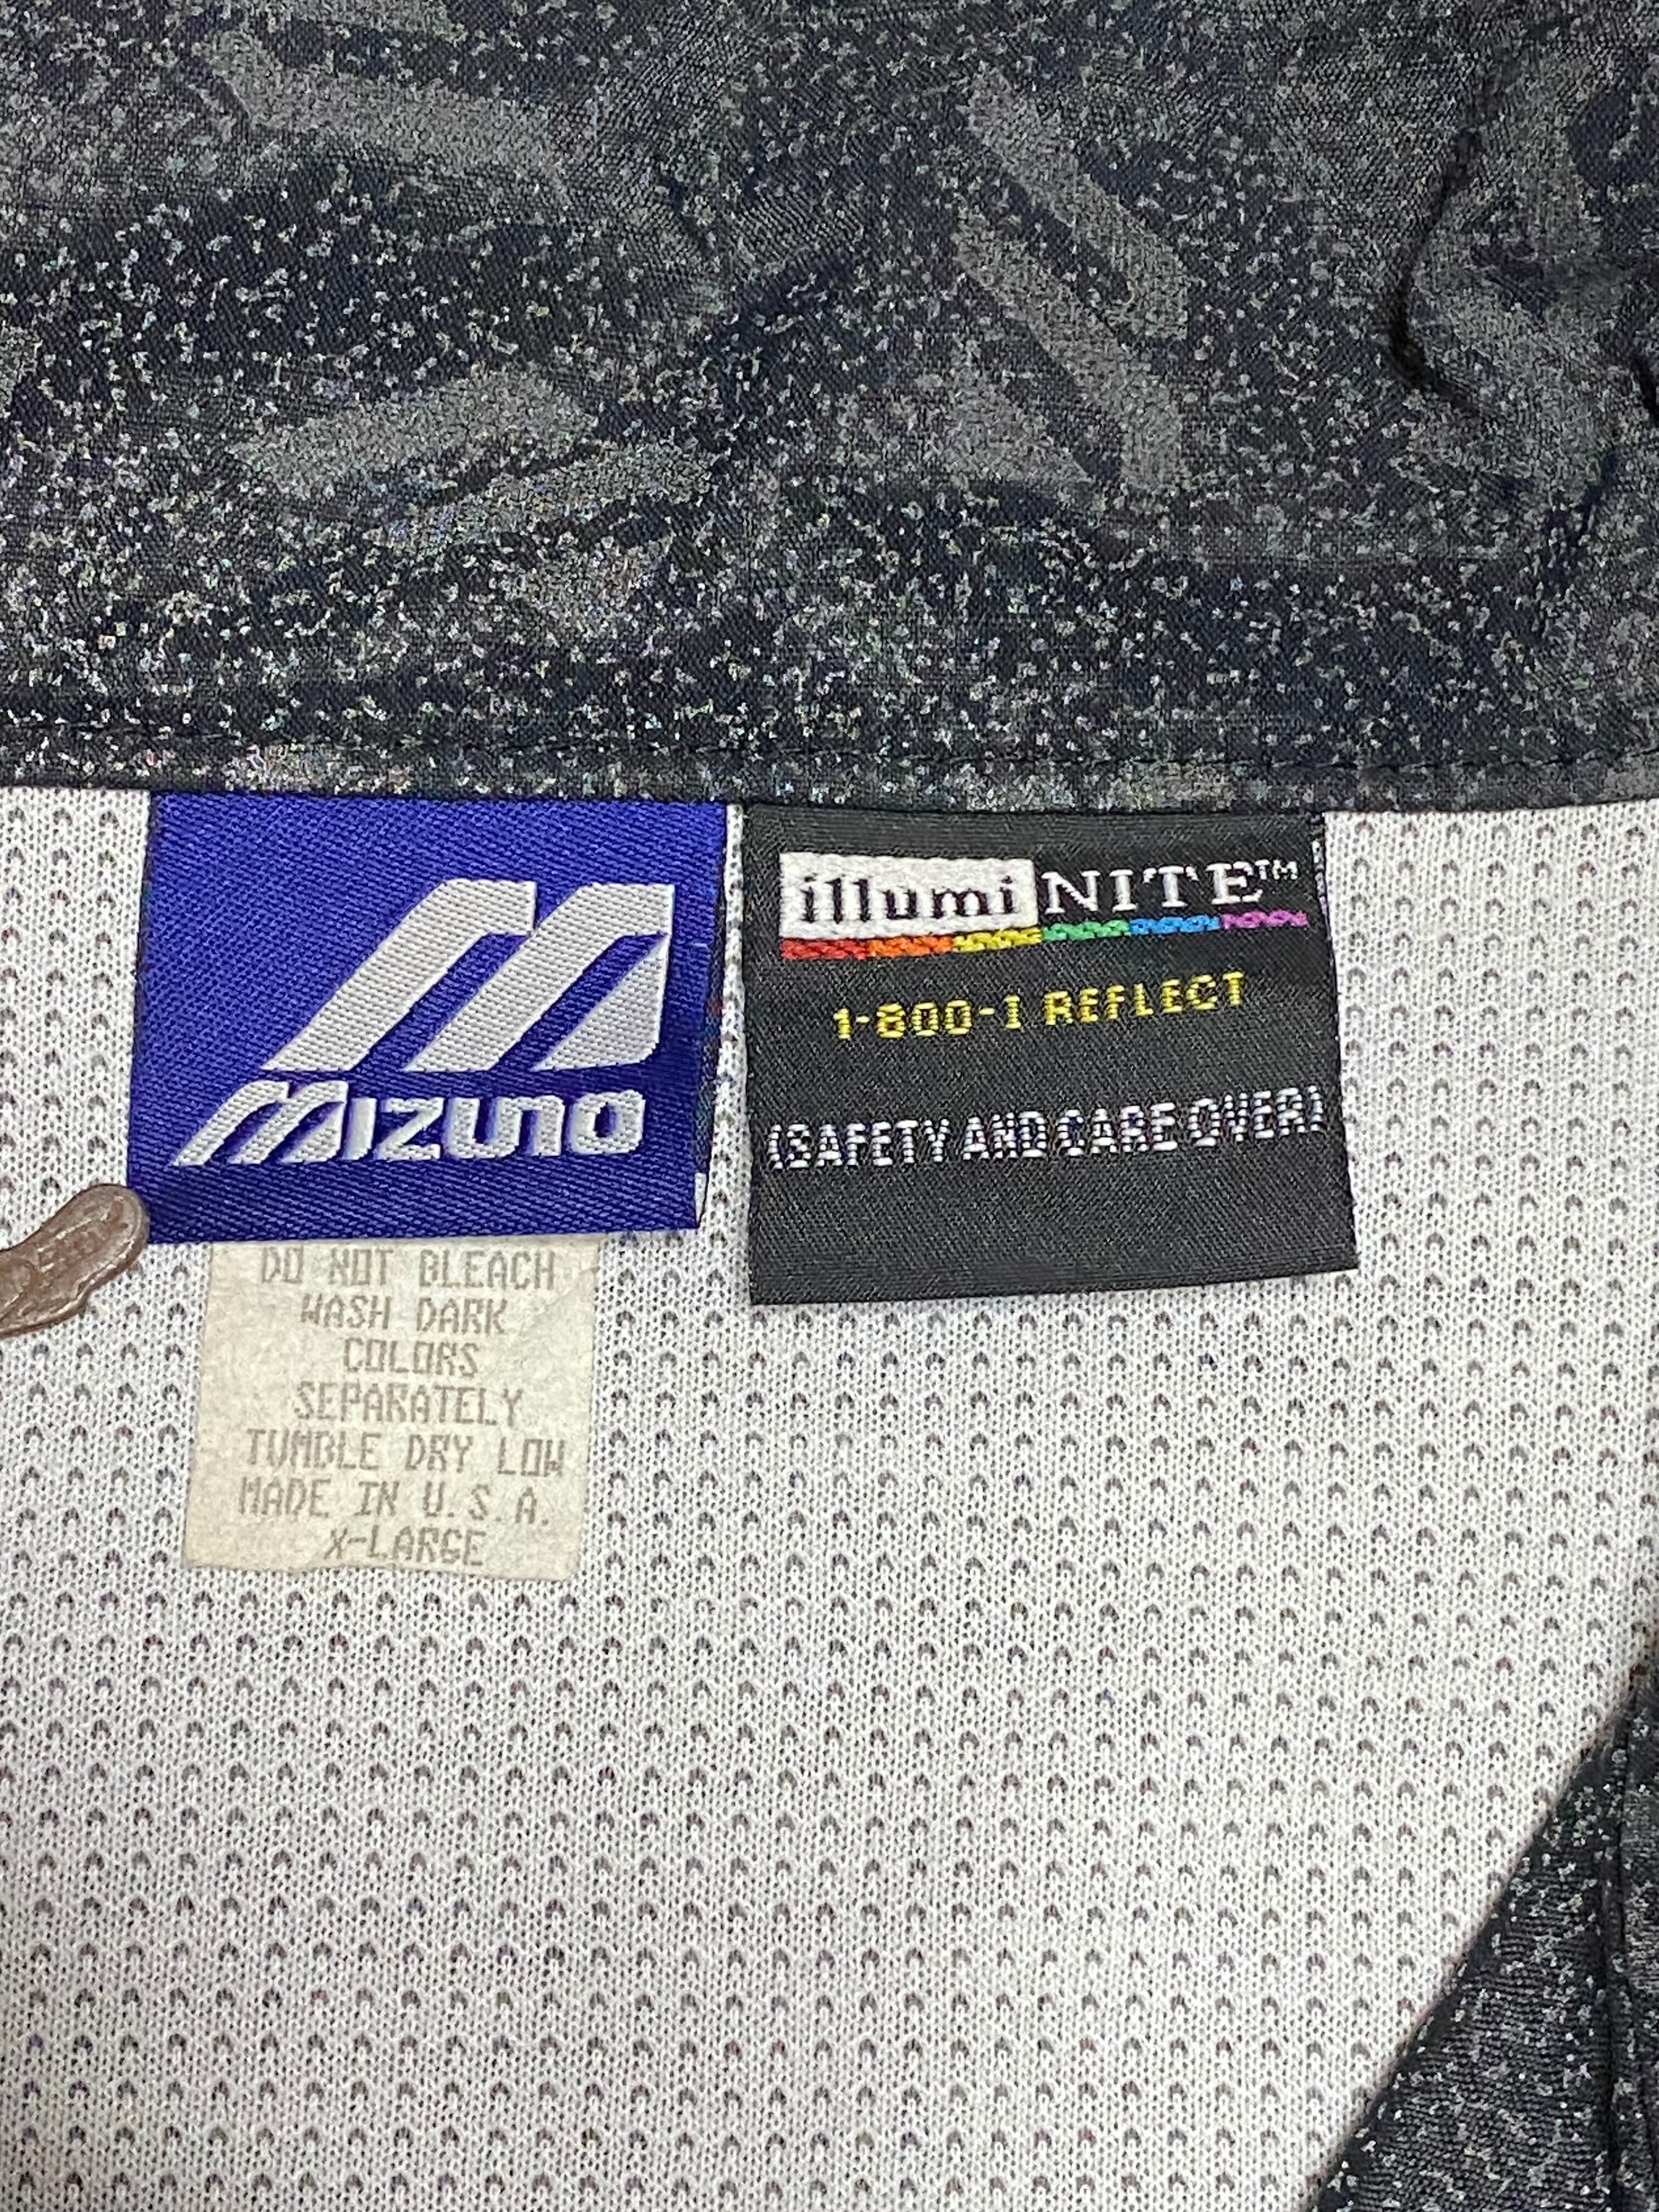 MIZUNO
DO NOT BLEACH
WASH DARK
COLORS
SEPARATELY
TUMBLE DRY LOW
MADE IN U.S.A.
X-LARGE
illumiNITE™
1-800-I REFLECT
(SAFETY AND CARE OVER)